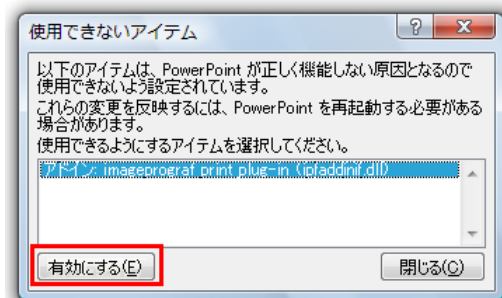 使用できないアイテム
以下のアイテムは、PowerPoint が正しく機能しない原因となるので
使用できないよう設定されています。
これらの変更を反映するには、PowerPoint を再起動する必要がある
場合があります。
使用できるようにするアイテムを選択してください。
アドイン: imageprograf print plug-in (ipfaddinif.dll)
有効にする(E)
閉じる(C)